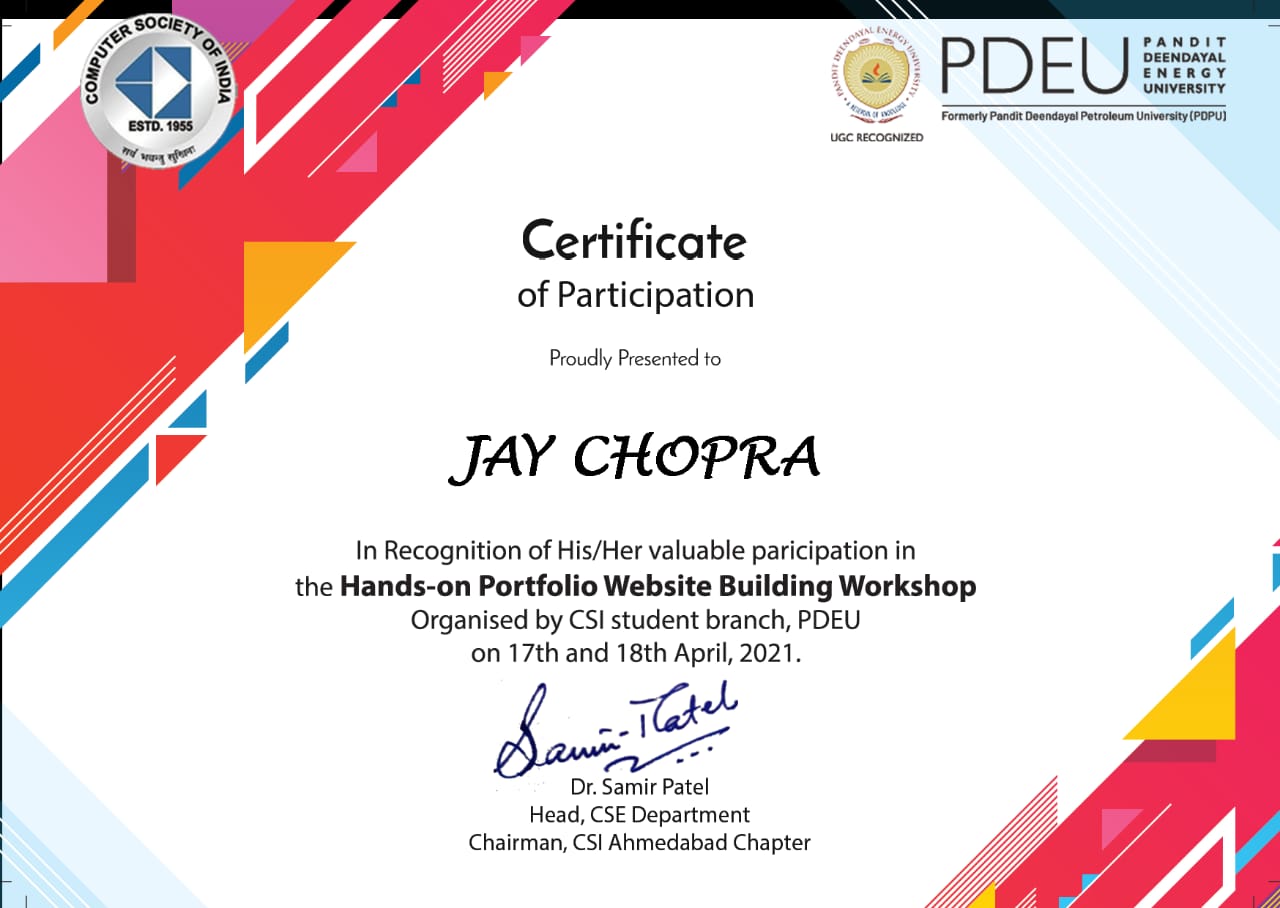 COMPUTER SOCIETY OF INDIA
ESTD. 1955
सर्वे भवन्तु सुखिनः
PANDIT DEENDAYAL ENERGY UNIVERSITY
UGC RECOGNIZED
PDEU
PANDIT
DEENDAYAL
ENERGY
UNIVERSITY
Formerly Pandit Deendayal Petroleum University (PDPU)
Certificate
of Participation
Proudly Presented to
JAY CHOPRA
In Recognition of His/Her valuable paricipation in
the Hands-on Portfolio Website Building Workshop
Organised by CSI student branch, PDEU
on 17th and 18th April, 2021.
Samir Patel
Dr. Samir Patel
Head, CSE Department
Chairman, CSI Ahmedabad Chapter